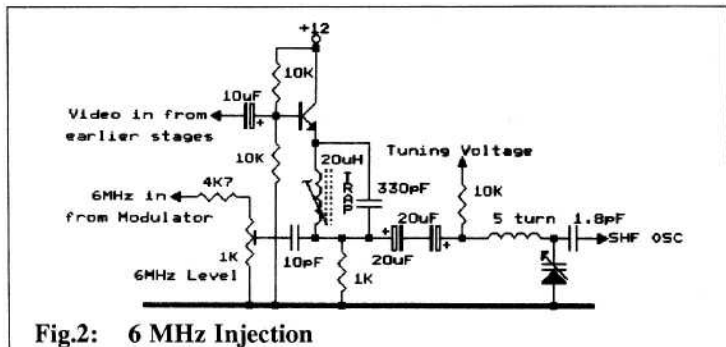 +12
10K
10uF
Video in from
earlier stages
10K
20uH
TRAP
330pF
Tuning Voltage
10K
4K7
6MHz in
from Modulator
1K
6MHz Level
10pF
1K
20uF
20uF
5 turn
1.8pF
SHF OSC
Fig.2: 6 MHz Injection